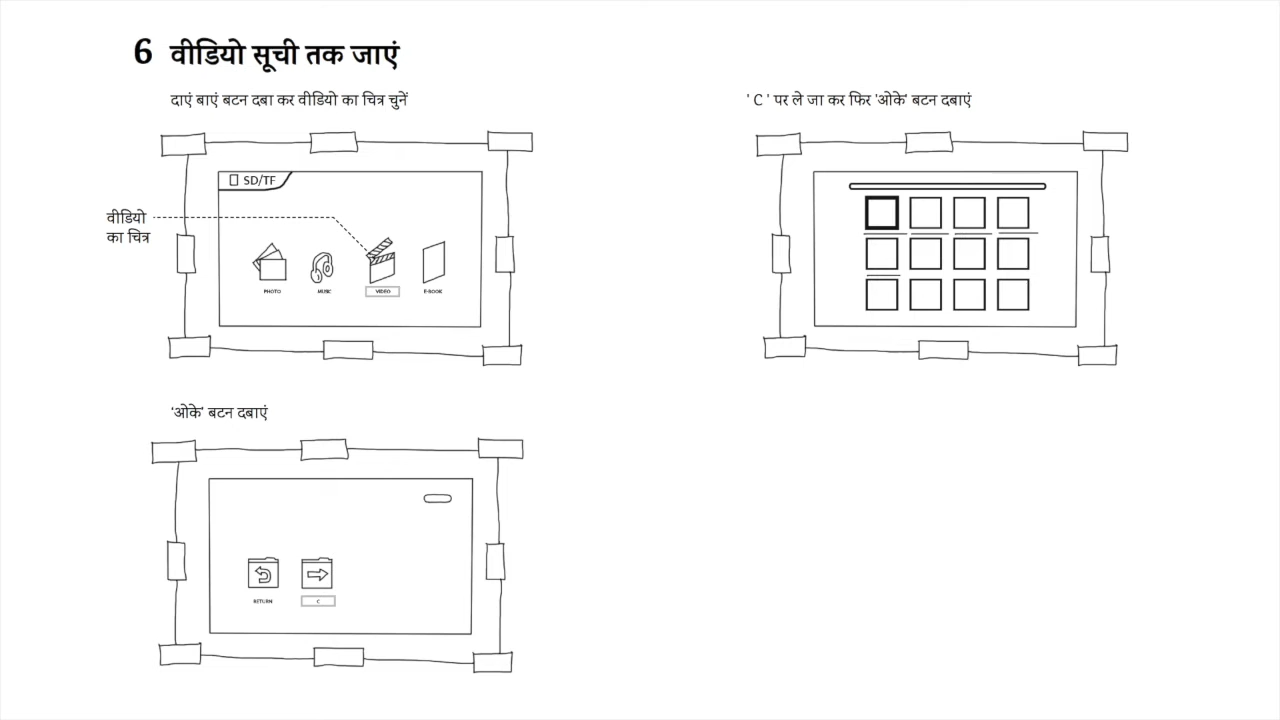 6 वीडियो सूची तक जाएं
दाएं बाएं बटन दबा कर वीडियो का चित्र चुनें
SD/TF
वीडियो
का चित्र
PHOTO MUSIC VIDEO E-BOOK
' C ' पर ले जा कर फिर 'ओके' बटन दबाएं
'ओके' बटन दबाएं
RETURN C